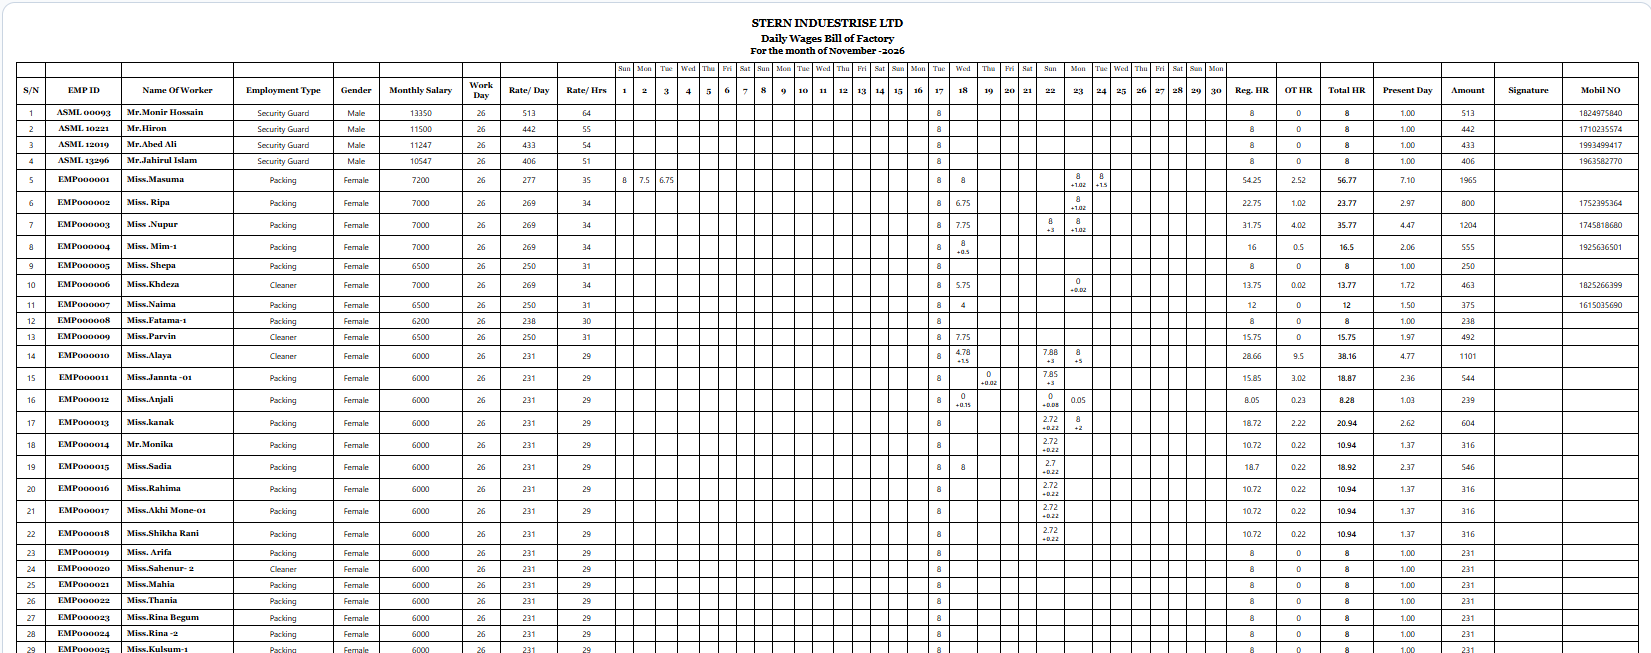 STERN INDUESTRISE LTD
Daily Wages Bill of Factory
For the month of November -2026
Sun Mon Tue Wed Thu Fri Sat Sun Mon Tue Wed Thu Fri Sat Sun Mon Tue Wed Thu Fri Sat Sun Mon Tue Wed Thu Fri Sat Sun Mon
S/N EMP ID Name Of Worker Employment Type Gender Monthly Salary Work Day Rate/ Day Rate/ Hrs 1 2 3 4 5 6 7 8 9 10 11 12 13 14 15 16 17 18 19 20 21 22 23 24 25 26 27 28 29 30 Reg. HR OT HR Total HR Present Day Amount Signature Mobil NO
1 ASML 00093 Mr.Monir Hossain Security Guard Male 13350 26 513 64 8 8 0 8 1.00 513 1824975840
2 ASML 10221 Mr.Hiron Security Guard Male 11500 26 442 55 8 8 0 8 1.00 442 1710235574
3 ASML 12019 Mr.Abed Ali Security Guard Male 11247 26 433 54 8 8 0 8 1.00 433 1993499417
4 ASML 13296 Mr.Jahirul Islam Security Guard Male 10547 26 406 51 8 8 0 8 1.00 406 1963582770
5 EMP000001 Miss.Masuma Packing Female 7200 26 277 35 8 7.5 6.75 8 8 8 +1.02 8 +1.5 54.25 2.52 56.77 7.10 1965
6 EMP000002 Miss. Ripa Packing Female 7000 26 269 34 8 6.75 8 +1.02 22.75 1.02 23.77 2.97 800 1752395364
7 EMP000003 Miss .Nupur Packing Female 7000 26 269 34 8 7.75 8 +3 8 +1.02 31.75 4.02 35.77 4.47 1204 1745818680
8 EMP000004 Miss. Mim-1 Packing Female 7000 26 269 34 8 8 +0.5 16 0.5 16.5 2.06 555 1925636501
9 EMP000005 Miss. Shepa Packing Female 6500 26 250 31 8 8 0 8 1.00 250
10 EMP000006 Miss.Khdeza Cleaner Female 7000 26 269 34 8 5.75 0 +0.02 13.75 0.02 13.77 1.72 463 1825266399
11 EMP000007 Miss.Naima Packing Female 6500 26 250 31 8 4 12 0 12 1.50 375 1615035690
12 EMP000008 Miss.Fatama-1 Packing Female 6200 26 238 30 8 8 0 8 1.00 238
13 EMP000009 Miss.Parvin Cleaner Female 6500 26 250 31 8 7.75 15.75 0 15.75 1.97 492
14 EMP000010 Miss.Alaya Cleaner Female 6000 26 231 29 8 4.78 +1.5 7.88 +3 8 +5 28.66 9.5 38.16 4.77 1101
15 EMP000011 Miss.Jannta -01 Packing Female 6000 26 231 29 8 0 +0.02 7.85 +3 15.85 3.02 18.87 2.36 544
16 EMP000012 Miss.Anjali Packing Female 6000 26 231 29 8 0 +0.15 0 +0.08 0.05 8.05 0.23 8.28 1.03 239
17 EMP000013 Miss.kanak Packing Female 6000 26 231 29 8 2.72 +0.22 8 +2 18.72 2.22 20.94 2.62 604
18 EMP000014 Mr.Monika Packing Female 6000 26 231 29 8 2.72 +0.22 10.72 0.22 10.94 1.37 316
19 EMP000015 Miss.Sadia Packing Female 6000 26 231 29 8 8 2.7 +0.22 18.7 0.22 18.92 2.37 546
20 EMP000016 Miss.Rahima Packing Female 6000 26 231 29 8 2.72 +0.22 10.72 0.22 10.94 1.37 316
21 EMP000017 Miss.Akhi Mone-01 Packing Female 6000 26 231 29 8 2.72 +0.22 10.72 0.22 10.94 1.37 316
22 EMP000018 Miss.Shikha Rani Packing Female 6000 26 231 29 8 2.72 +0.22 10.72 0.22 10.94 1.37 316
23 EMP000019 Miss. Arifa Packing Female 6000 26 231 29 8 8 0 8 1.00 231
24 EMP000020 Miss.Sahenur- 2 Cleaner Female 6000 26 231 29 8 8 0 8 1.00 231
25 EMP000021 Miss.Mahia Packing Female 6000 26 231 29 8 8 0 8 1.00 231
26 EMP000022 Miss.Thania Packing Female 6000 26 231 29 8 8 0 8 1.00 231
27 EMP000023 Miss.Rina Begum Packing Female 6000 26 231 29 8 8 0 8 1.00 231
28 EMP000024 Miss.Rina -2 Packing Female 6000 26 231 29 8 8 0 8 1.00 231
29 EMP000025 Miss.Kulsum-1 Packing Female 6000 26 231 29 8 8 0 8 1.00 231